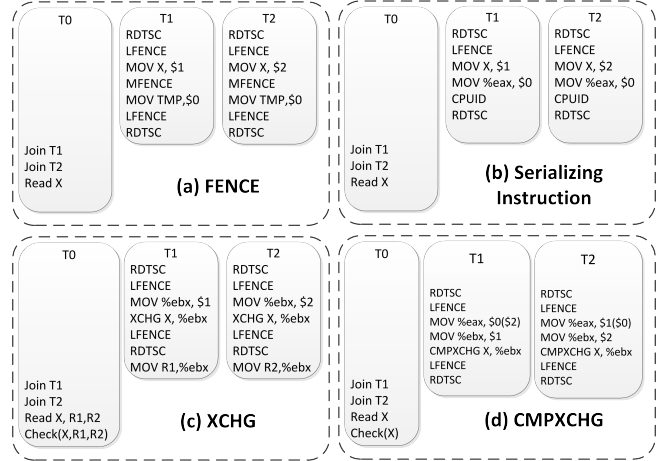 T0
Join T1
Join T2
Read X
T1
RDTSC
LFENCE
MOV X, $1
MFENCE
MOV TMP,$0
LFENCE
RDTSC
T2
RDTSC
LFENCE
MOV X, $2
MFENCE
MOV TMP,$0
LFENCE
RDTSC
(a) FENCE
T0
Join T1
Join T2
Read X
T1
RDTSC
LFENCE
MOV X, $1
MOV %eax, $0
CPUID
RDTSC
T2
RDTSC
LFENCE
MOV X, $2
MOV %eax, $0
CPUID
RDTSC
(b) Serializing
Instruction
T0
Join T1
Join T2
Read X, R1,R2
Check(X,R1,R2)
T1
RDTSC
LFENCE
MOV %ebx, $1
XCHG X, %ebx
LFENCE
RDTSC
MOV R1,%ebx
T2
RDTSC
LFENCE
MOV %ebx, $2
XCHG X, %ebx
LFENCE
RDTSC
MOV R2,%ebx
(c) XCHG
T0
Join T1
Join T2
Read X
Check(X)
T1
RDTSC
LFENCE
MOV %eax, $0($2)
MOV %ebx, $1
CMPXCHG X, %ebx
LFENCE
RDTSC
T2
RDTSC
LFENCE
MOV %eax, $1($0)
MOV %ebx, $2
CMPXCHG X, %ebx
LFENCE
RDTSC
(d) CMPXCHG